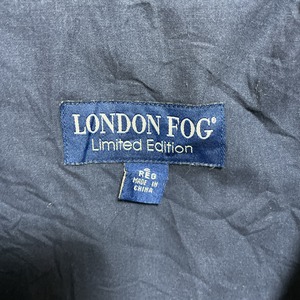 LONDON FOG®
Limited Edition
REG
MADE IN
CHINA